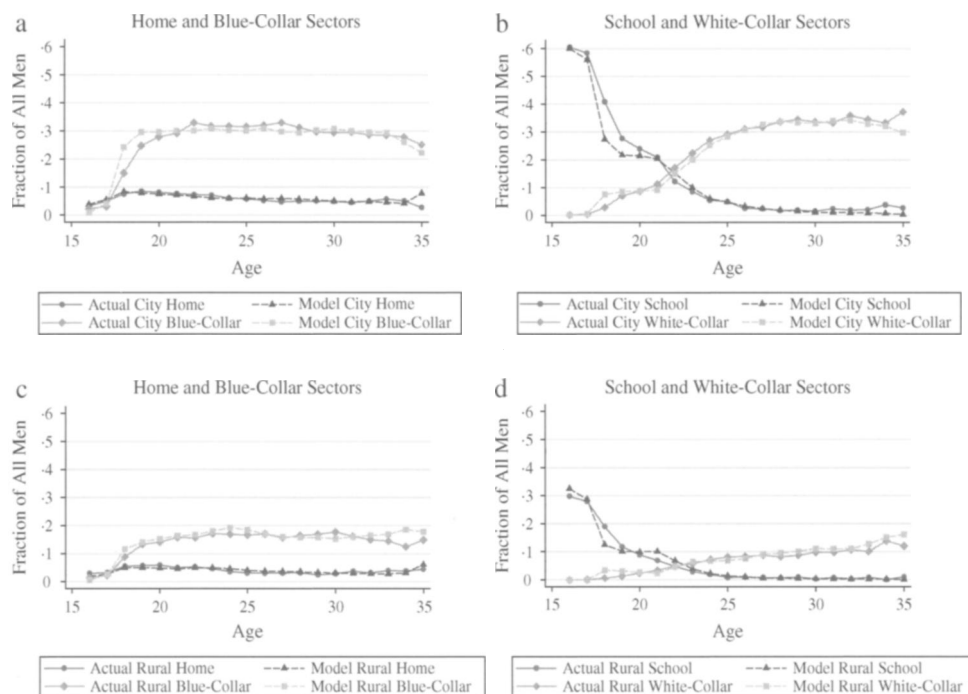 a
Home and Blue-Collar Sectors
Fraction of All Men
·6
·5
·4
·3
·2
·1
0
15 20 25 30 35
Age
Actual City Home Model City Home
Actual City Blue-Collar Model City Blue-Collar
b
School and White-Collar Sectors
Fraction of All Men
·6
·5
·4
·3
·2
·1
0
15 20 25 30 35
Age
Actual City School Model City School
Actual City White-Collar Model City White-Collar
c
Home and Blue-Collar Sectors
Fraction of All Men
·6
·5
·4
·3
·2
·1
0
15 20 25 30 35
Age
Actual Rural Home Model Rural Home
Actual Rural Blue-Collar Model Rural Blue-Collar
d
School and White-Collar Sectors
Fraction of All Men
·6
·5
·4
·3
·2
·1
0
15 20 25 30 35
Age
Actual Rural School Model Rural School
Actual Rural White-Collar Model Rural White-Collar